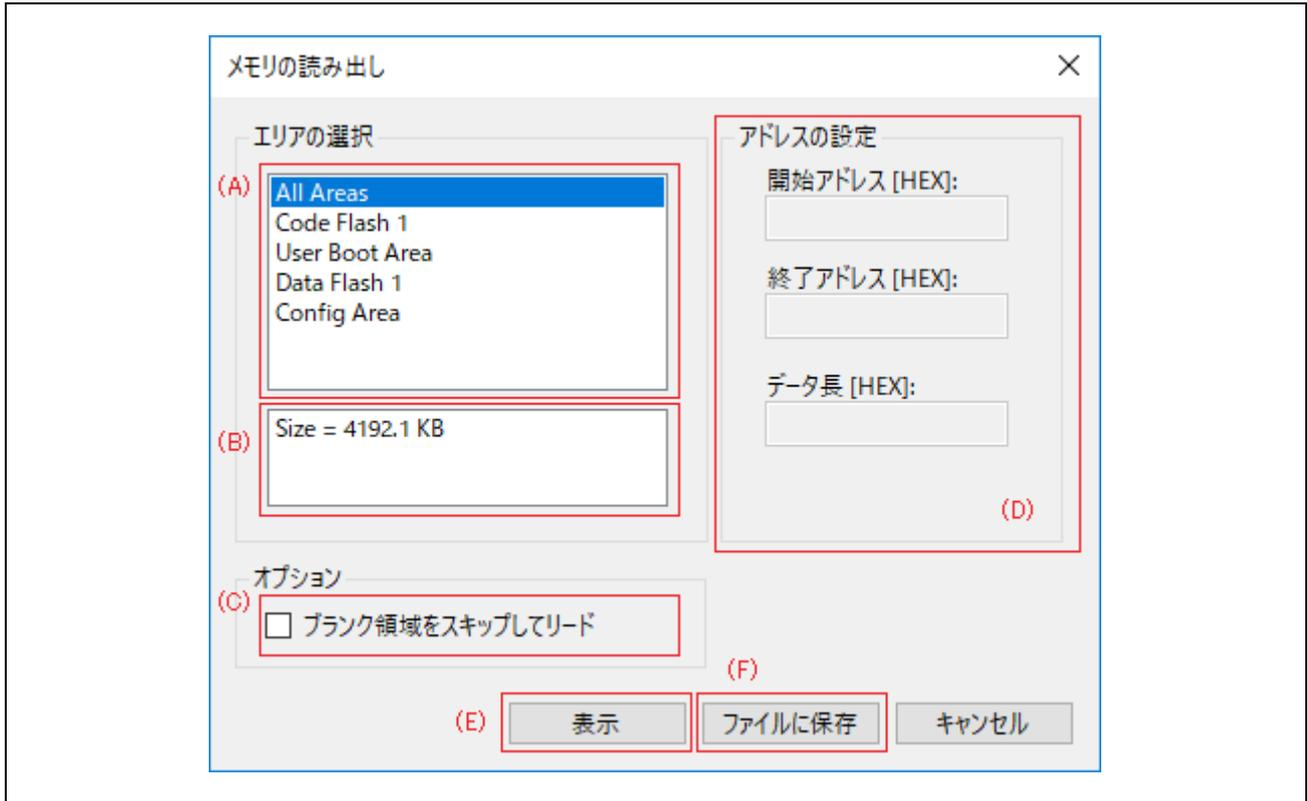 メモリの読み出し
エリアの選択
(A)
All Areas
Code Flash 1
User Boot Area
Data Flash 1
Config Area
(B)
Size = 4192.1 KB
アドレスの設定
開始アドレス [HEX]:
終了アドレス [HEX]:
データ長 [HEX]:
(D)
オプション
(C)
ブランク領域をスキップしてリード
(F)
(E)
表示
ファイルに保存
キャンセル